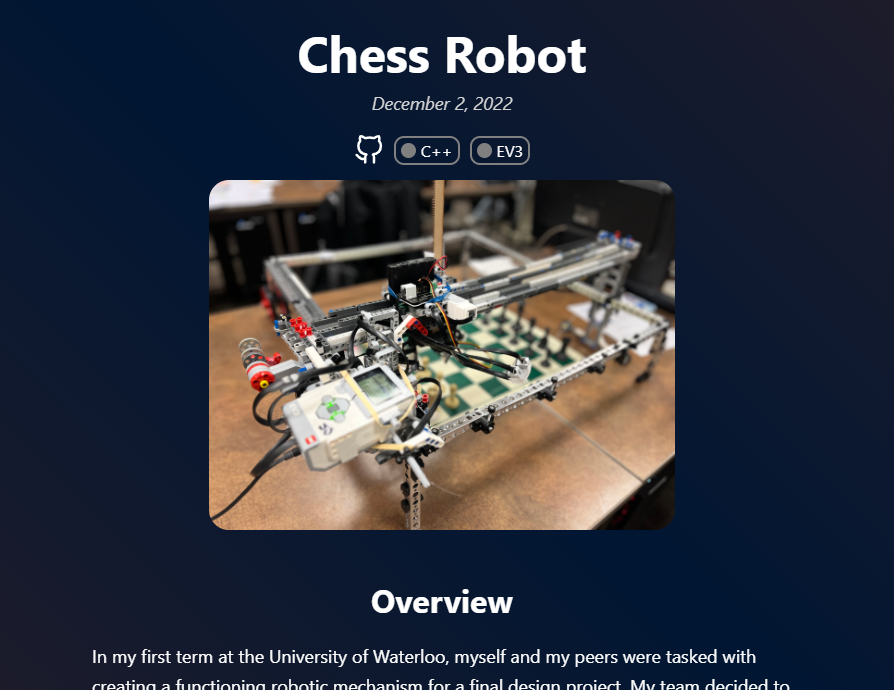 Chess Robot
December 2, 2022
C++ EV3
Overview
In my first term at the University of Waterloo, myself and my peers were tasked with
creating a functioning robotic mechanism for a final design project. My team decided to